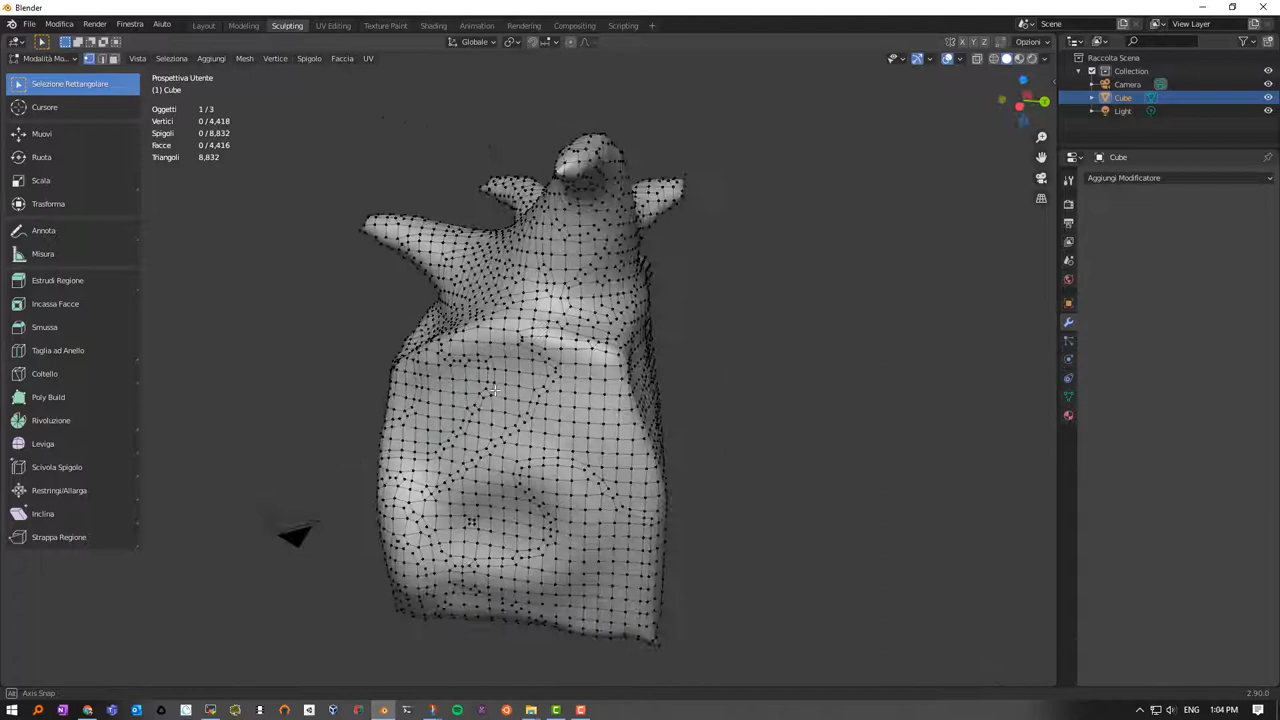 Blender
File Modifica Render Finestra Aiuto Layout Modeling Sculpting UV Editing Texture Paint Shading Animation Rendering Compositing Scripting + Scene View Layer
Globale X Y Z Opzioni
Modalità Mo... Vista Seleziona Aggiungi Mesh Vertice Spigolo Faccia UV
Raccolta Scena
Collection
Camera
Cube
Light
Cube
Aggiungi Modificatore
Selezione Rettangolare
Cursore
Muovi
Ruota
Scala
Trasforma
Annota
Misura
Estrudi Regione
Incassa Facce
Smussa
Taglia ad Anello
Coltello
Poly Build
Rivoluzione
Leviga
Scivola Spigolo
Restringi/Allarga
Inclina
Strappa Regione
Prospettiva Utente
(1) Cube
Oggetti 1 / 3
Vertici 0 / 4,418
Spigoli 0 / 8,832
Facce 0 / 4,416
Triangoli 8,832
Alt Axis Snap 2.90.0
ENG 1:04 PM